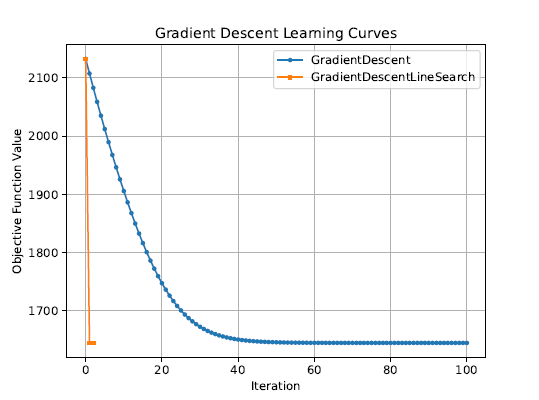 Gradient Descent Learning Curves
GradientDescent
GradientDescentLineSearch
Objective Function Value
2100
2000
1900
1800
1700
0 20 40 60 80 100
Iteration